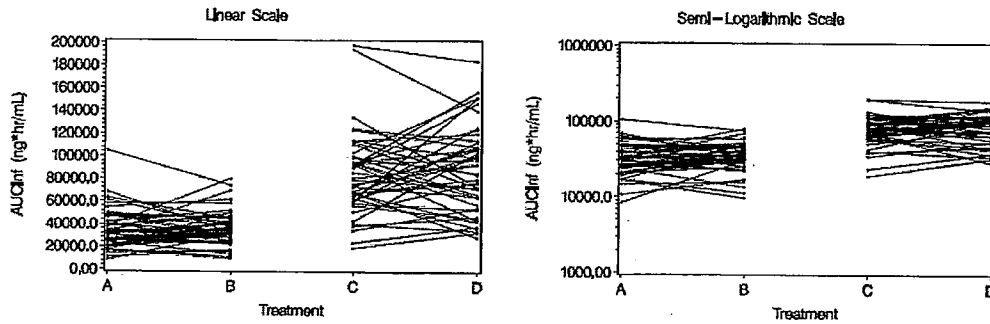 Linear Scale
AUCinf (ng*hr/mL)
200000
180000
160000
140000
120000
100000
80000.0
60000.0
40000.0
20000.0
0.00
A B C D
Treatment
Semi-Logarithmic Scale
AUCinf (ng*hr/mL)
1000000
100000
10000.0
1000.00
A B C D
Treatment